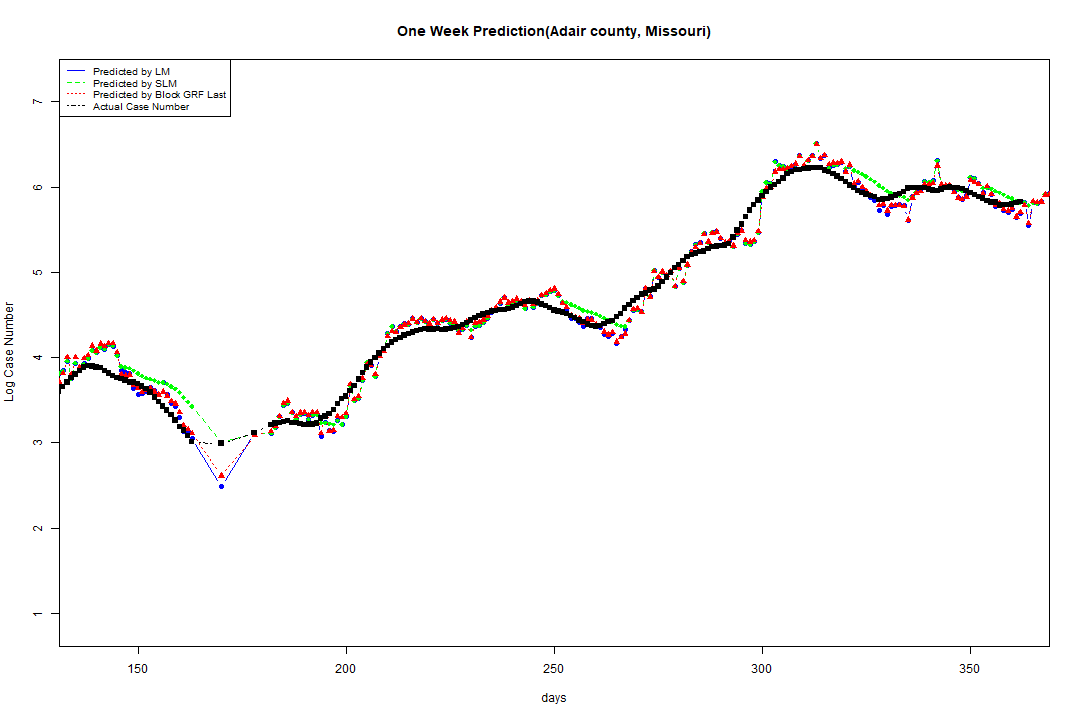 One Week Prediction(Adair county, Missouri)
Predicted by LM
Predicted by SLM
Predicted by Block GRF Last
Actual Case Number
7
6
5
4
3
2
1
Log Case Number
150 200 250 300 350
days